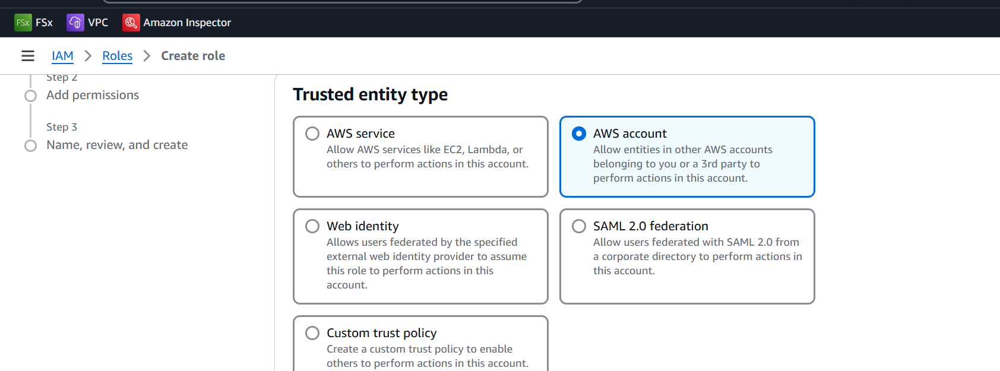 FSx FSx VPC Amazon Inspector
IAM Roles Create role
Step 2
Add permissions
Step 3
Name, review, and create
Trusted entity type
AWS service
Allow AWS services like EC2, Lambda, or
others to perform actions in this account.
AWS account
Allow entities in other AWS accounts
belonging to you or a 3rd party to
perform actions in this account.
Web identity
Allows users federated by the specified
external web identity provider to assume
this role to perform actions in this
account.
SAML 2.0 federation
Allow users federated with SAML 2.0 from
a corporate directory to perform actions in
this account.
Custom trust policy
Create a custom trust policy to enable
others to perform actions in this account.